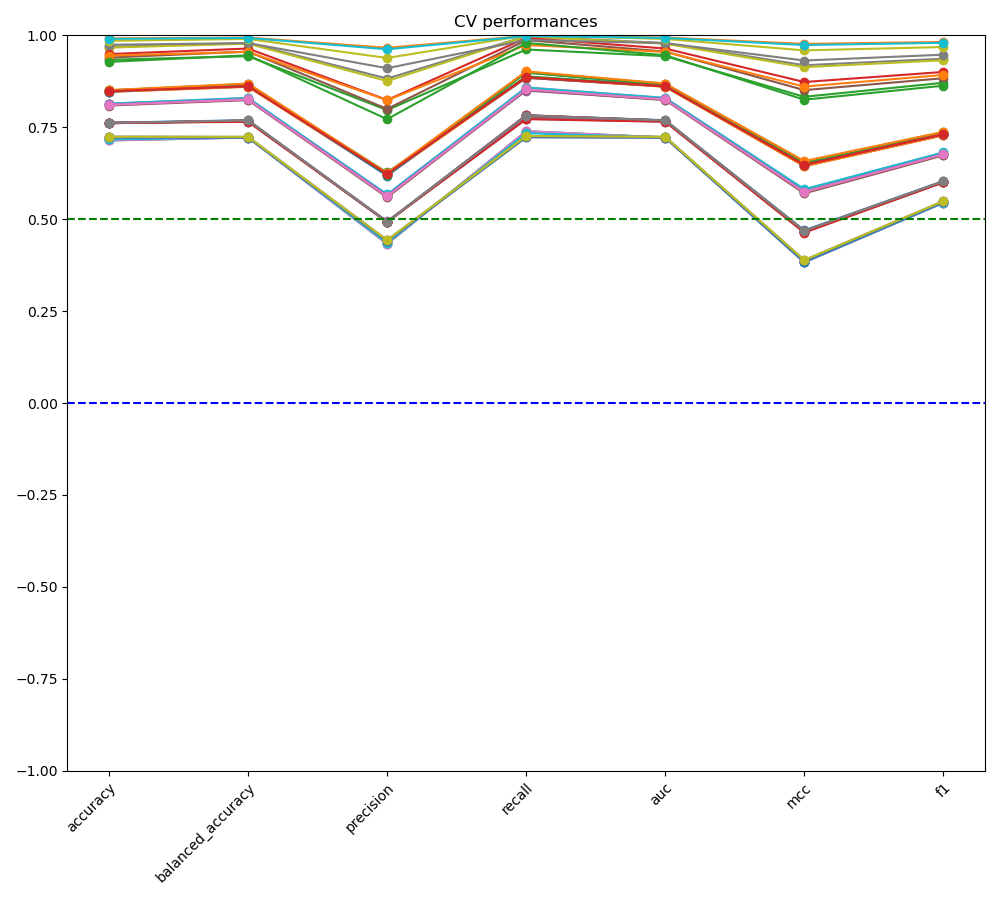 CV performances
1.00
0.75
0.50
0.25
0.00
−0.25
−0.50
−0.75
−1.00
accuracy
balanced_accuracy
precision
recall
auc
mcc
f1